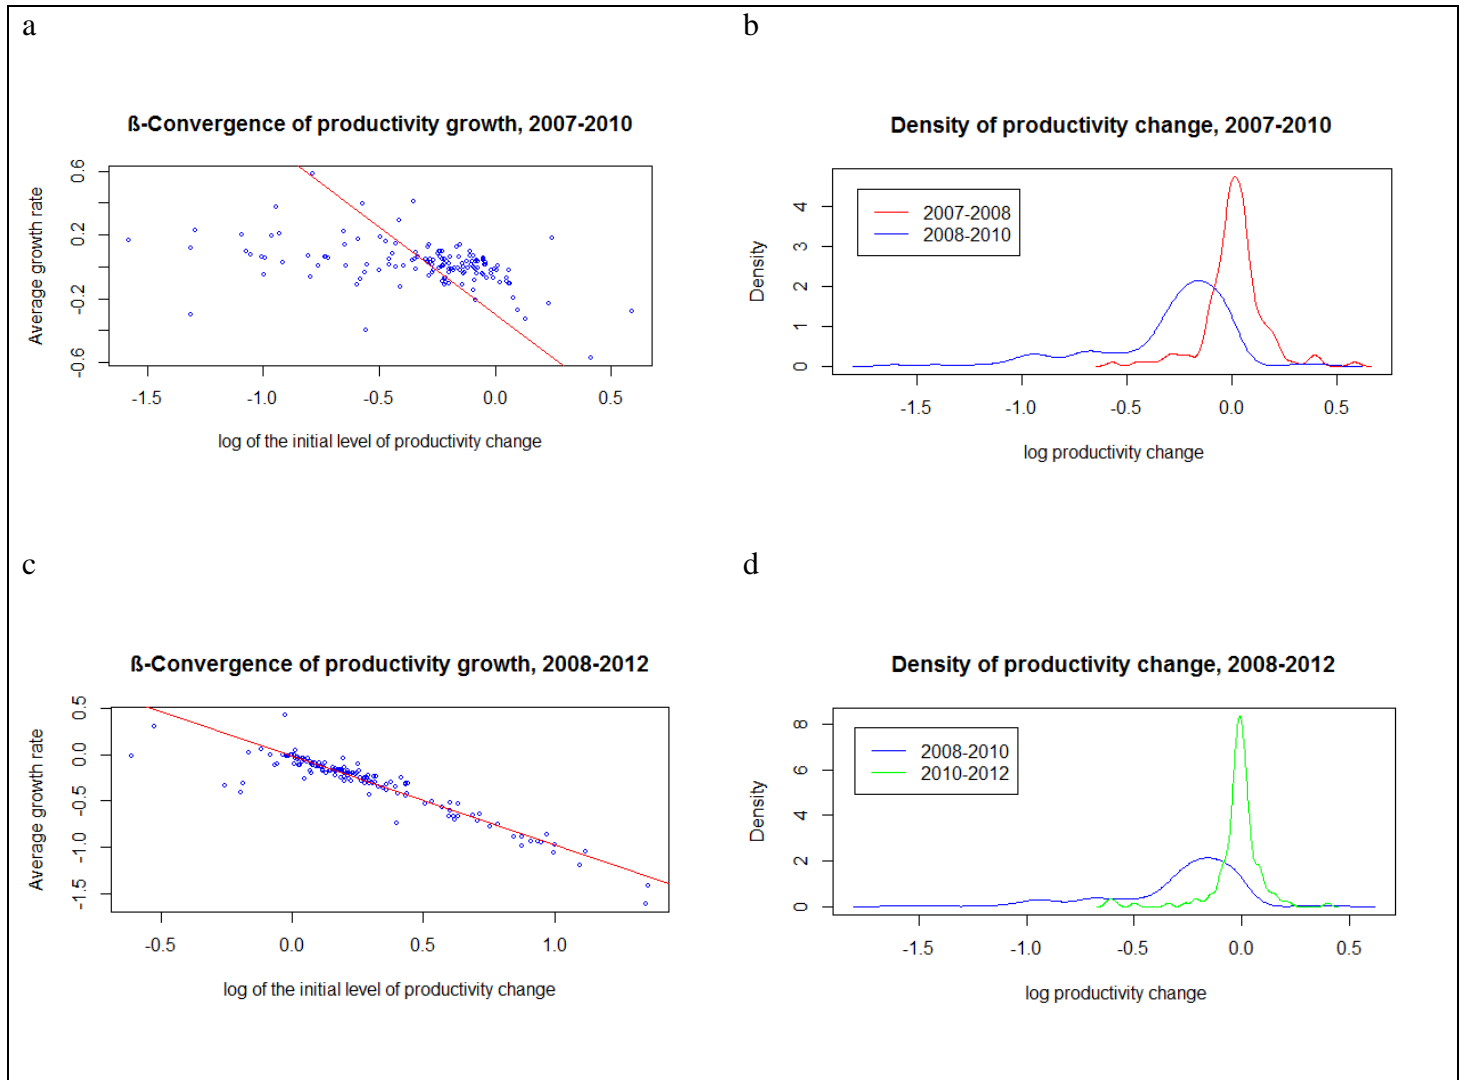 a
ß-Convergence of productivity growth, 2007-2010
Average growth rate
0.6
0.2
-0.2
-0.6
-1.5 -1.0 -0.5 0.0 0.5
log of the initial level of productivity change
b
Density of productivity change, 2007-2010
2007-2008
2008-2010
Density
4
3
2
1
0
-1.5 -1.0 -0.5 0.0 0.5
log productivity change
c
ß-Convergence of productivity growth, 2008-2012
Average growth rate
0.5
0.0
-0.5
-1.0
-1.5
-0.5 0.0 0.5 1.0
log of the initial level of productivity change
d
Density of productivity change, 2008-2012
2008-2010
2010-2012
Density
8
6
4
2
0
-1.5 -1.0 -0.5 0.0 0.5
log productivity change